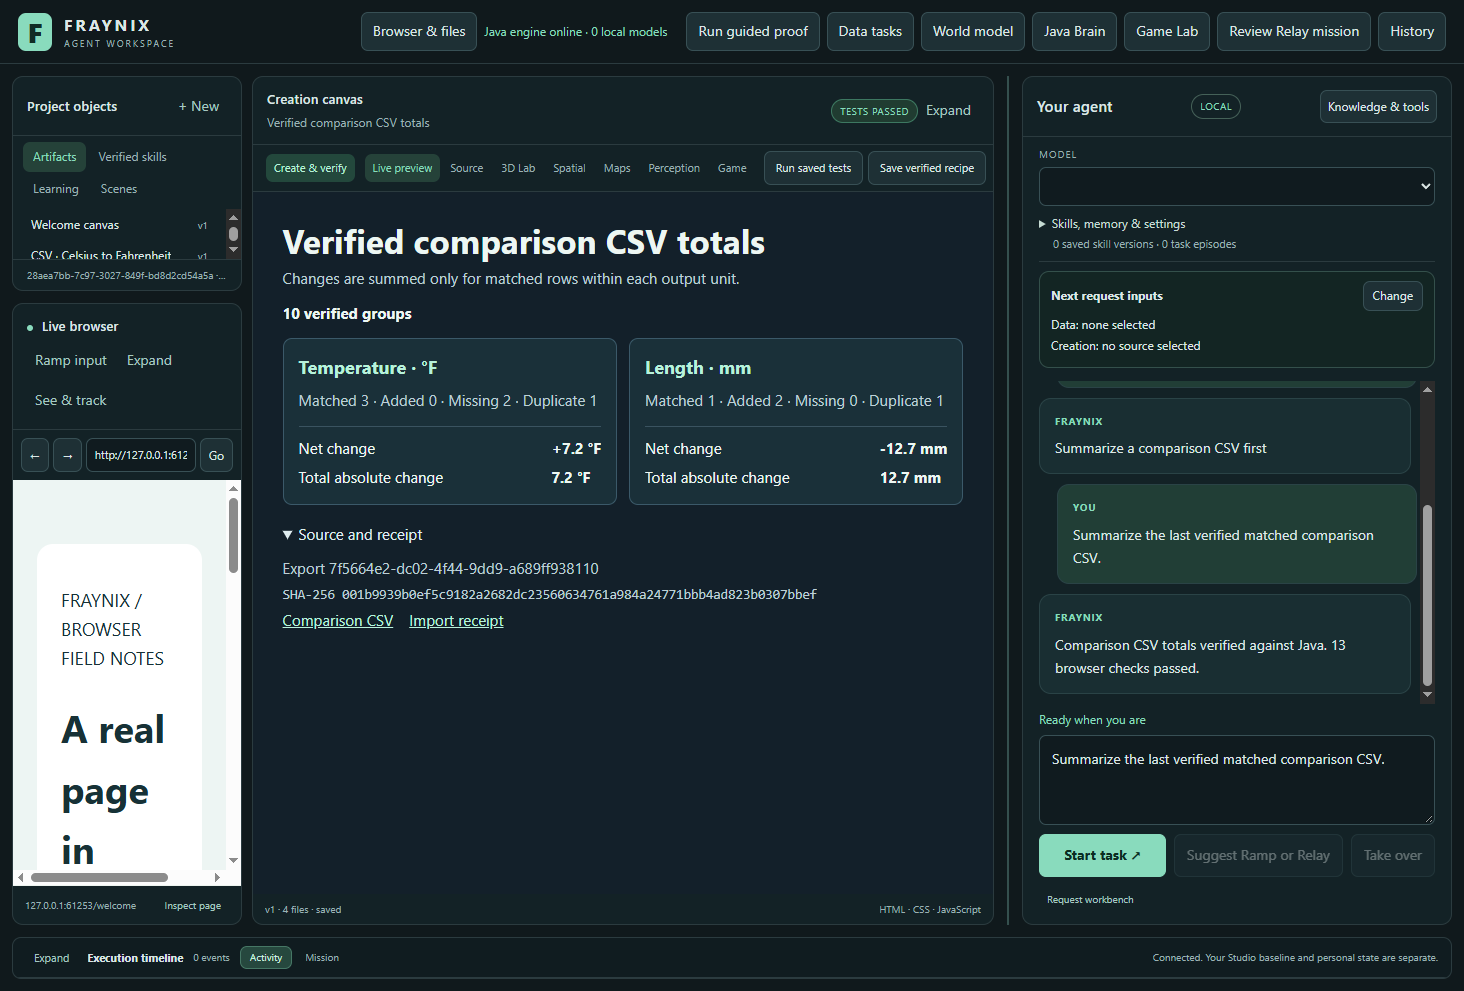 F
FRAYNIX
AGENT WORKSPACE
Browser & files
Java engine online · 0 local models
Run guided proof
Data tasks
World model
Java Brain
Game Lab
Review Relay mission
History
Project objects
+ New
Artifacts
Verified skills
Learning
Scenes
Welcome canvas
v1
CSV · Celsius to Fahrenheit
v1
28aea7bb-7c97-3027-849f-bd8d2cd54a5a ·...
Live browser
Ramp input
Expand
See & track
← → http://127.0.0.1:612 Go
FRAYNIX /
BROWSER
FIELD NOTES
A real
page
in
127.0.0.1:61253/welcome
Inspect page
Creation canvas
Verified comparison CSV totals
TESTS PASSED
Expand
Create & verify
Live preview
Source
3D Lab
Spatial
Maps
Perception
Game
Run saved tests
Save verified recipe
Verified comparison CSV totals
Changes are summed only for matched rows within each output unit.
10 verified groups
Temperature · °F
Matched 3 · Added 0 · Missing 2 · Duplicate 1
Net change +7.2 °F
Total absolute change 7.2 °F
Length · mm
Matched 1 · Added 2 · Missing 0 · Duplicate 1
Net change -12.7 mm
Total absolute change 12.7 mm
▼ Source and receipt
Export 7f5664e2-dc02-4f44-9dd9-a689ff938110
SHA-256 001b9939b0ef5c9182a2682dc23560634761a984a24771bbb4ad823b0307bbef
Comparison CSV Import receipt
v1 · 4 files · saved
HTML · CSS · JavaScript
Your agent
LOCAL
Knowledge & tools
MODEL
▶ Skills, memory & settings
0 saved skill versions · 0 task episodes
Next request inputs
Change
Data: none selected
Creation: no source selected
FRAYNIX
Summarize a comparison CSV first
YOU
Summarize the last verified matched comparison
CSV.
FRAYNIX
Comparison CSV totals verified against Java. 13
browser checks passed.
Ready when you are
Summarize the last verified matched comparison CSV.
Start task ↗
Suggest Ramp or Relay
Take over
Request workbench
Expand
Execution timeline
0 events
Activity
Mission
Connected. Your Studio baseline and personal state are separate.